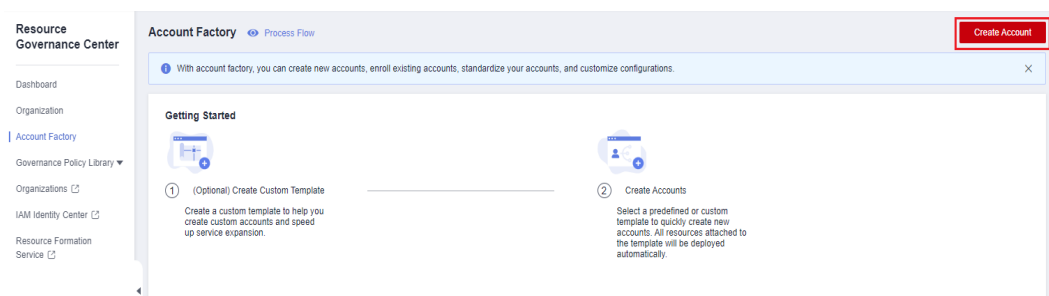 Resource
Governance Center
Dashboard
Organization
Account Factory
Governance Policy Library
Organizations
IAM Identity Center
Resource Formation
Service
Account Factory Process Flow
Create Account
With account factory, you can create new accounts, enroll existing accounts, standardize your accounts, and customize configurations.
Getting Started
1 (Optional) Create Custom Template
Create a custom template to help you
create custom accounts and speed
up service expansion.
2 Create Accounts
Select a predefined or custom
template to quickly create new
accounts. All resources attached to
the template will be deployed
automatically.